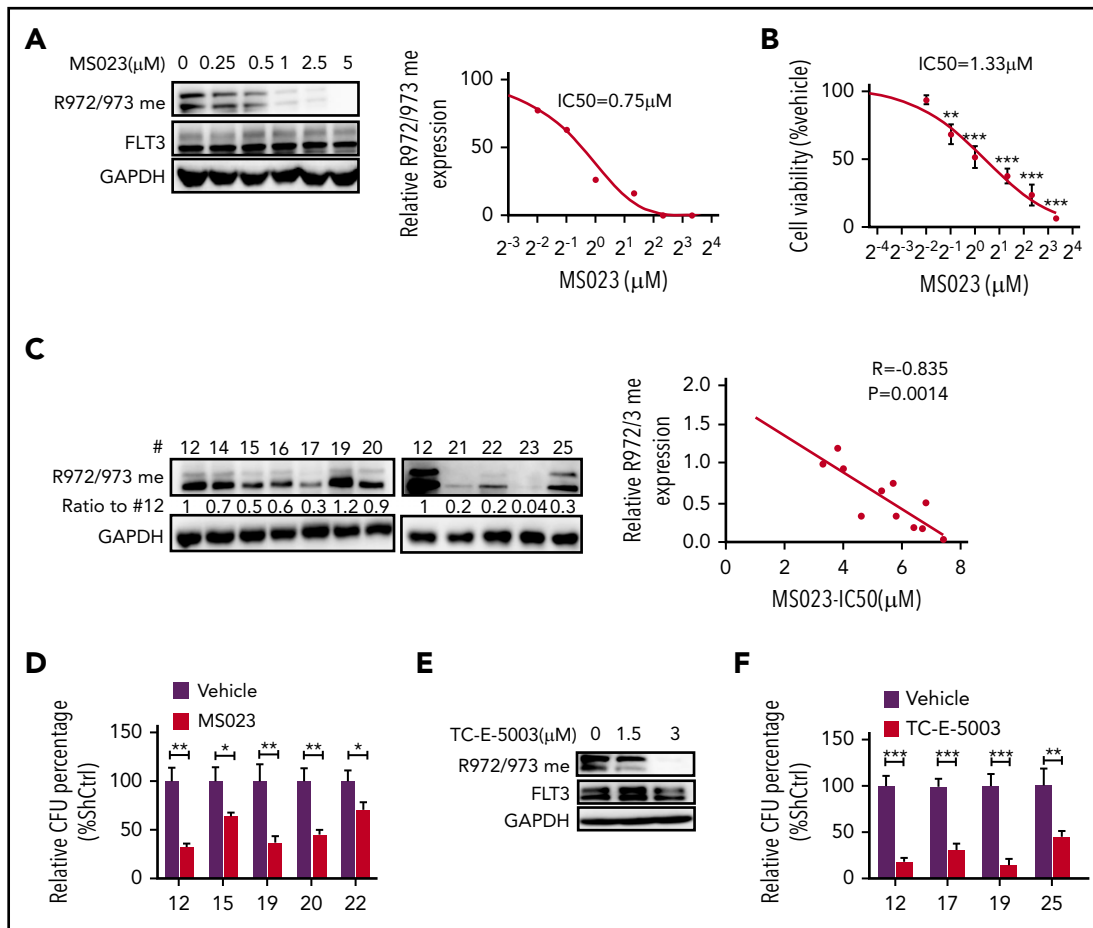 A
MS023(μM) 0 0.25 0.5 1 2.5 5
R972/973 me
FLT3
GAPDH
Relative R972/973 me
expression
100
50
0
IC50=0.75μM
2-3 2-2 2-1 20 21 22 23 24
MS023 (μM)
B
IC50=1.33μM
Cell viability (%vehicle)
100
50
0
** *** *** *** ***
2-4 2-3 2-2 2-1 20 21 22 23 24
MS023 (μM)
C
# 12 14 15 16 17 19 20 12 21 22 23 25
R972/973 me
Ratio to #12 1 0.7 0.5 0.6 0.3 1.2 0.9 1 0.2 0.2 0.04 0.3
GAPDH
Relative R972/3 me
expression
R=-0.835
P=0.0014
2.0
1.5
1.0
0.5
0.0
0 2 4 6 8
MS023-IC50(μM)
D
Vehicle
MS023
Relative CFU percentage
(%ShCtrl)
150
100
50
0
** * ** ** *
12 15 19 20 22
E
TC-E-5003(μM) 0 1.5 3
R972/973 me
FLT3
GAPDH
F
Vehicle
TC-E-5003
Relative CFU percentage
(%ShCtrl)
150
100
50
0
*** *** *** **
12 17 19 25